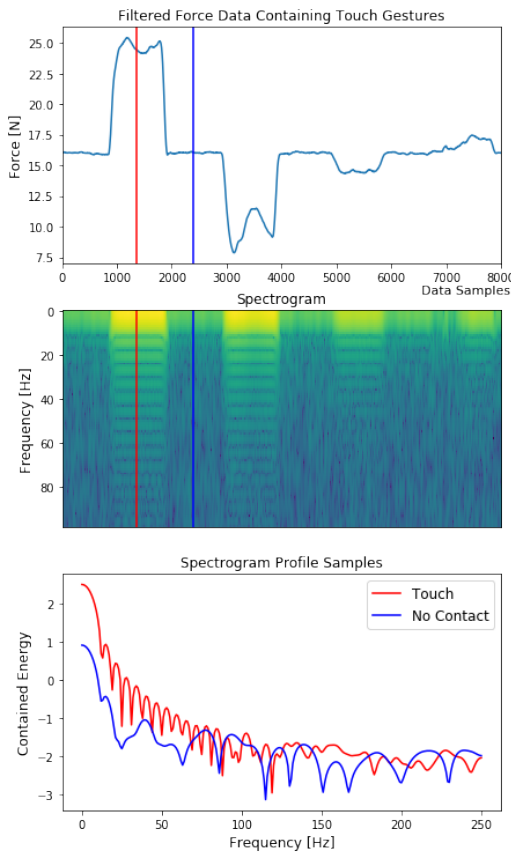 Filtered Force Data Containing Touch Gestures
25.0
22.5
20.0
17.5
15.0
12.5
10.0
7.5
Force [N]
0 1000 2000 3000 4000 5000 6000 7000 8000
Data Samples
Spectrogram
0
20
40
60
80
Frequency [Hz]
Spectrogram Profile Samples
2
1
0
−1
−2
−3
Contained Energy
Touch
No Contact
0 50 100 150 200 250
Frequency [Hz]